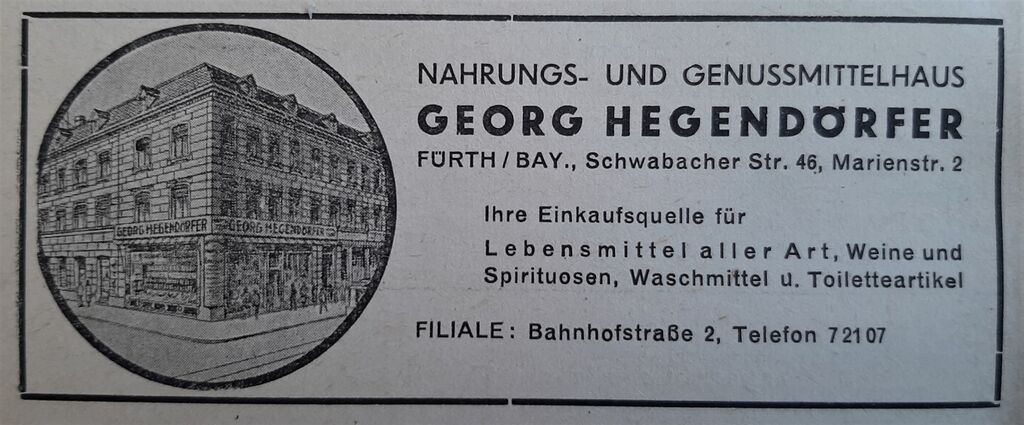 NAHRUNGS- UND GENUSSMITTELHAUS
GEORG HEGENDÖRFER
FÜRTH / BAY., Schwabacher Str. 46, Marienstr. 2
Ihre Einkaufsquelle für
Lebensmittel aller Art, Weine und
Spirituosen, Waschmittel u. Toiletteartikel
FILIALE: Bahnhofstraße 2, Telefon 72107
GEORG HEGENDÖRFER
GEORG HEGENDÖRFER